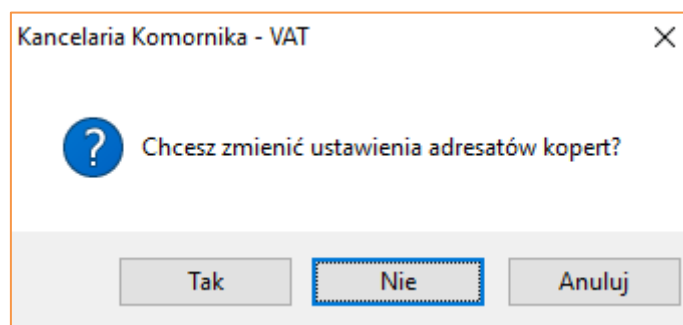 Kancelaria Komornika - VAT
Chcesz zmienić ustawienia adresatów kopert?
Tak Nie Anuluj